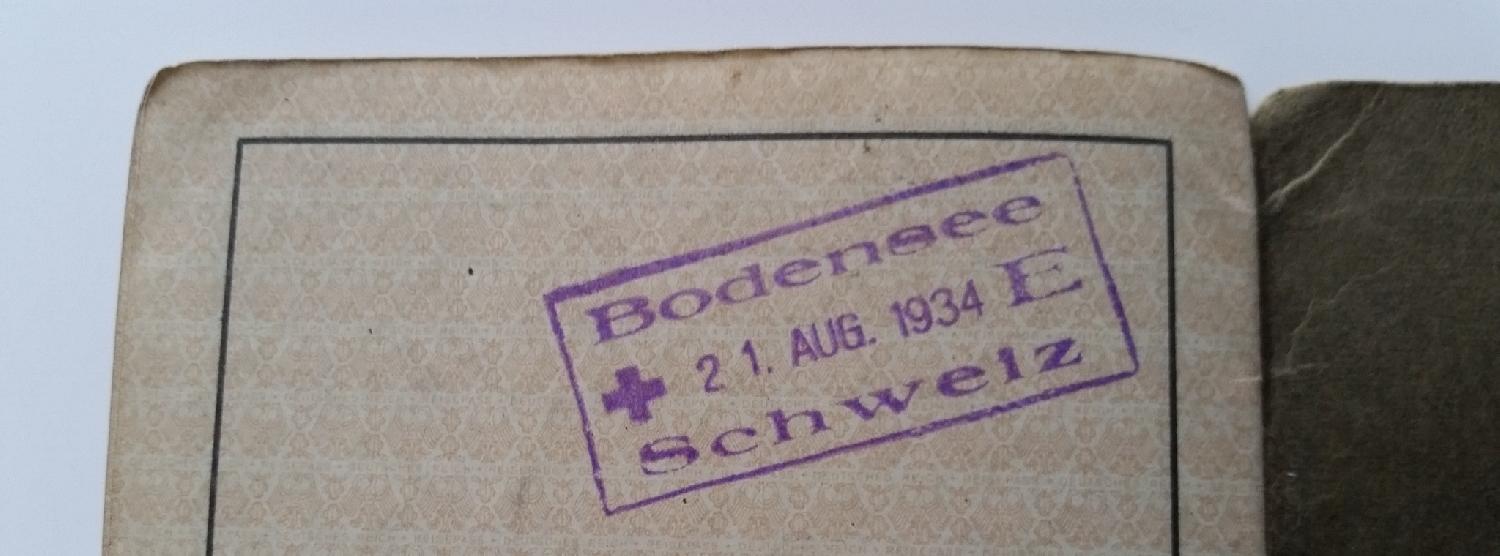 Bodensee
21. AUG. 1934 E
Schweiz